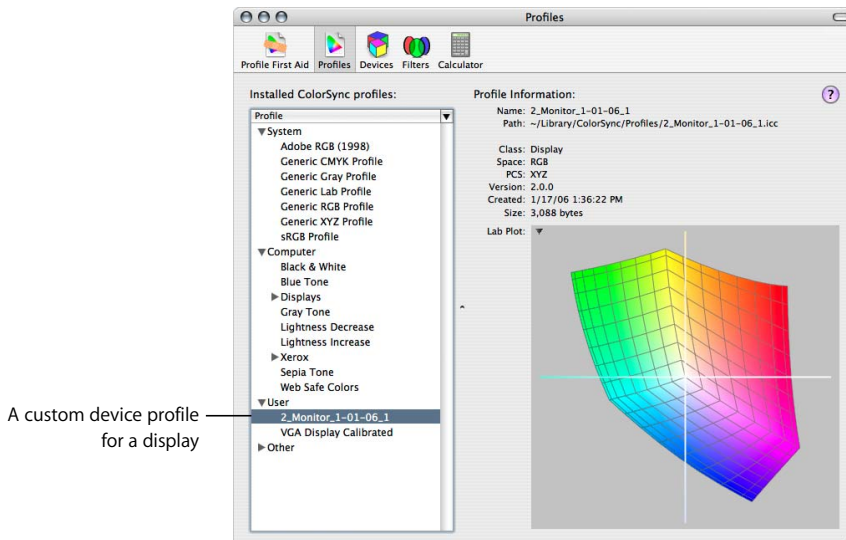 Profiles
Profile First Aid Profiles Devices Filters Calculator
Installed ColorSync profiles:
Profile
System
Adobe RGB (1998)
Generic CMYK Profile
Generic Gray Profile
Generic Lab Profile
Generic RGB Profile
Generic XYZ Profile
sRGB Profile
Computer
Black & White
Blue Tone
Displays
Gray Tone
Lightness Decrease
Lightness Increase
Xerox
Sepia Tone
Web Safe Colors
User
2_Monitor_1-01-06_1
VGA Display Calibrated
Other
Profile Information:
?
Name: 2_Monitor_1-01-06_1
Path: ~/Library/ColorSync/Profiles/2_Monitor_1-01-06_1.icc
Class: Display
Space: RGB
PCS: XYZ
Version: 2.0.0
Created: 1/17/06 1:36:22 PM
Size: 3,088 bytes
Lab Plot:
A custom device profile
for a display